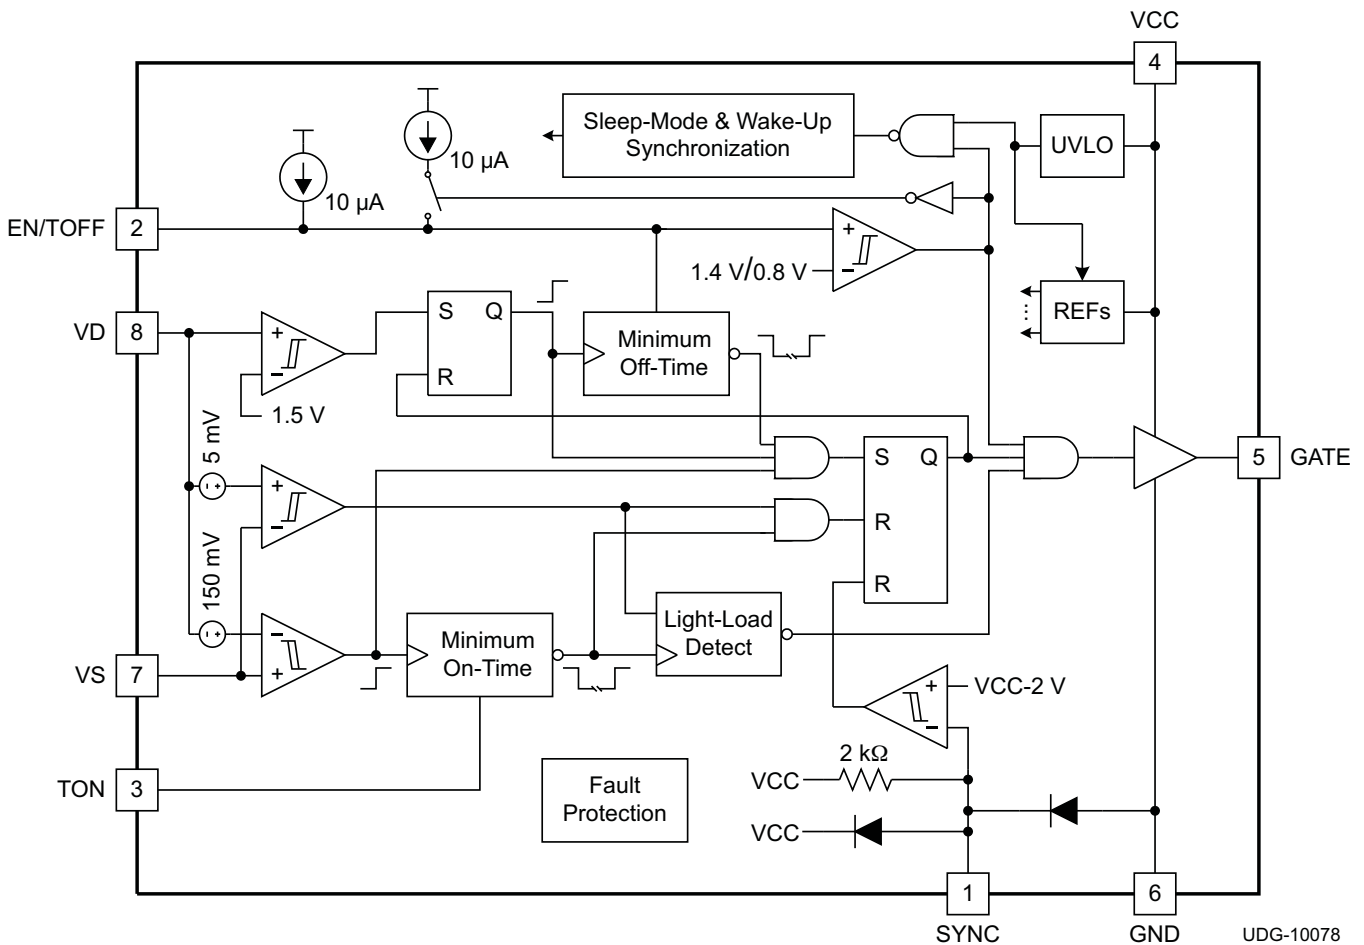 VCC
4
Sleep-Mode & Wake-Up
Synchronization
UVLO
10 µA
10 µA
EN/TOFF
2
+
−
1.4 V/0.8 V
REFs
VD
8
+
−
1.5 V
S
Q
R
Minimum
Off-Time
5 mV
+
−
S
Q
R
R
5
GATE
150 mV
−
+
VS
7
Minimum
On-Time
Light-Load
Detect
+
−
VCC-2 V
TON
3
Fault
Protection
2 kΩ
VCC
VCC
1
SYNC
6
GND
UDG-10078